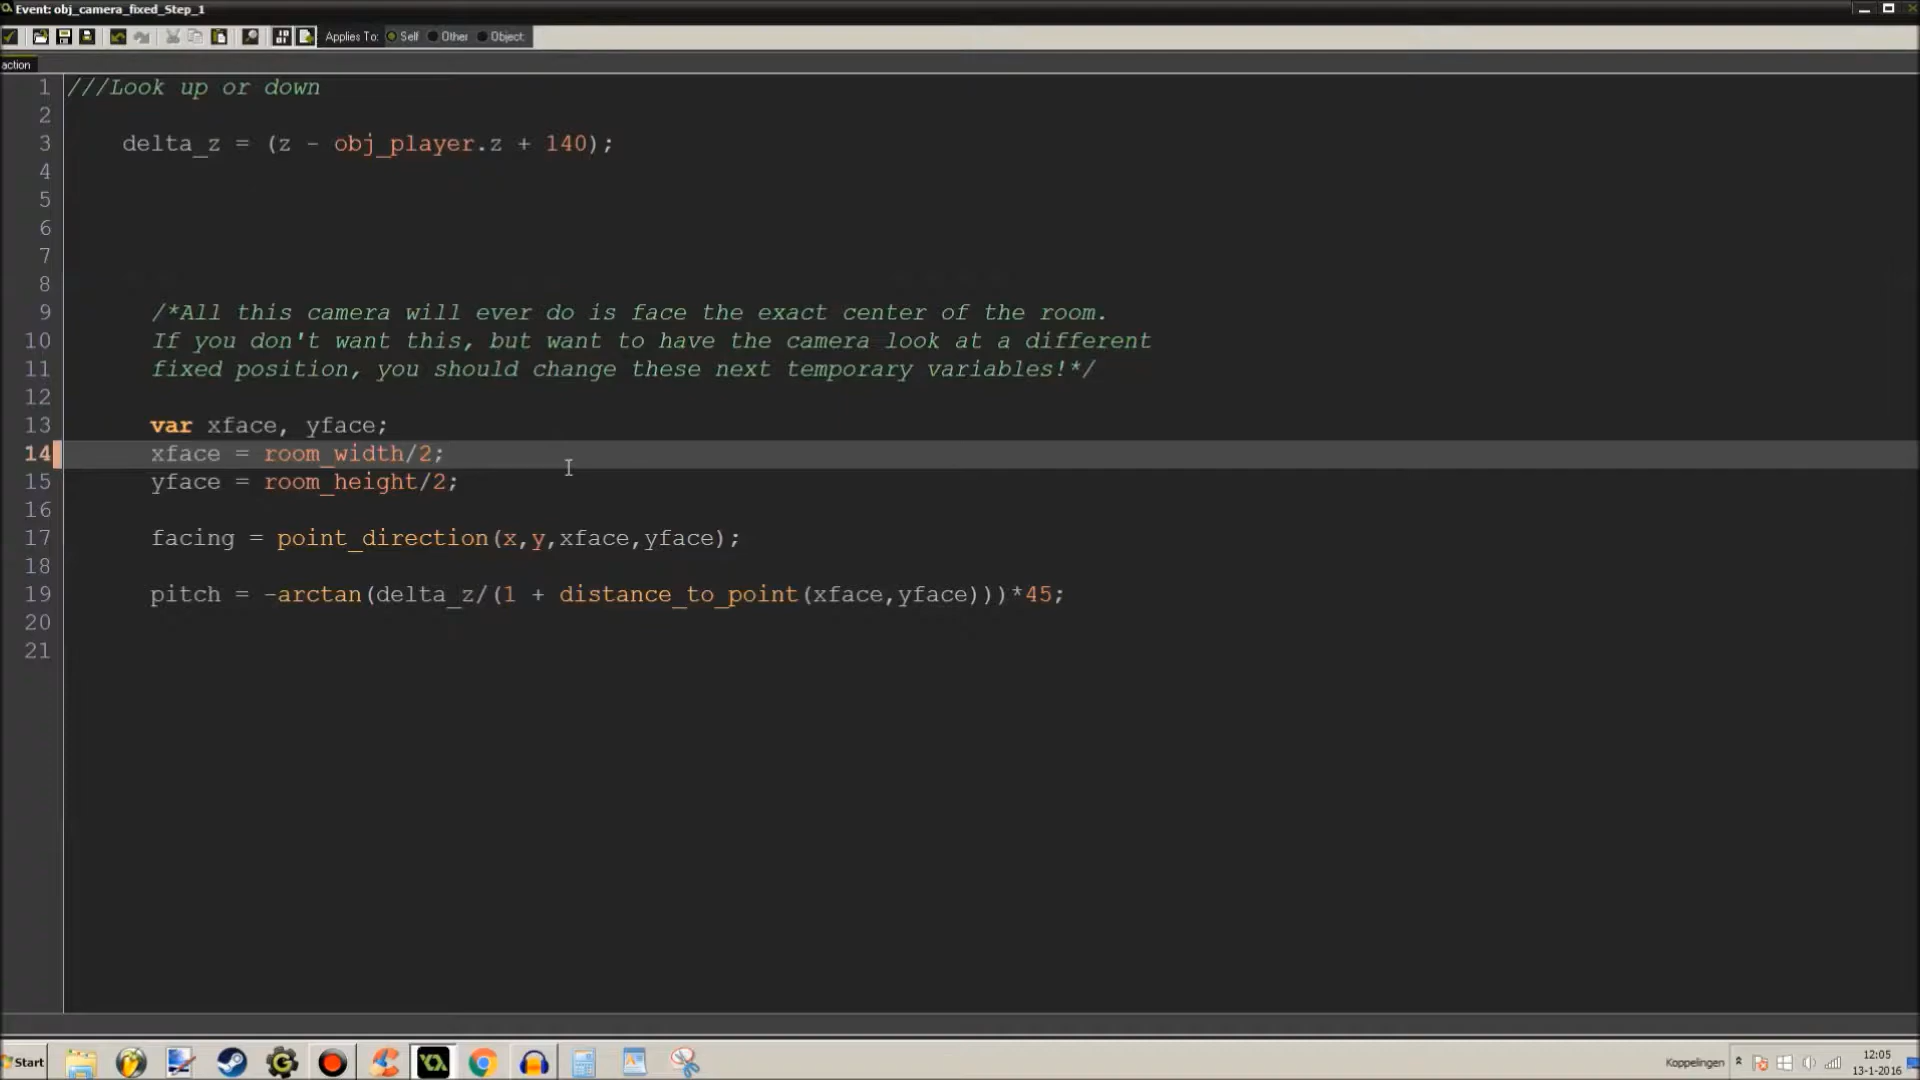 Event: obj_camera_fixed_Step_1
Applies To: Self Other Object
action
1 ///Look up or down
2
3 delta_z = (z - obj_player.z + 140);
4
5
6
7
8
9 /*All this camera will ever do is face the exact center of the room.
10 If you don't want this, but want to have the camera look at a different
11 fixed position, you should change these next temporary variables!*/
12
13 var xface, yface;
14 xface = room_width/2;
15 yface = room_height/2;
16
17 facing = point_direction(x,y,xface,yface);
18
19 pitch = -arctan(delta_z/(1 + distance_to_point(xface,yface)))*45;
20
21
Start
Koppelingen
12:05
13-1-2016